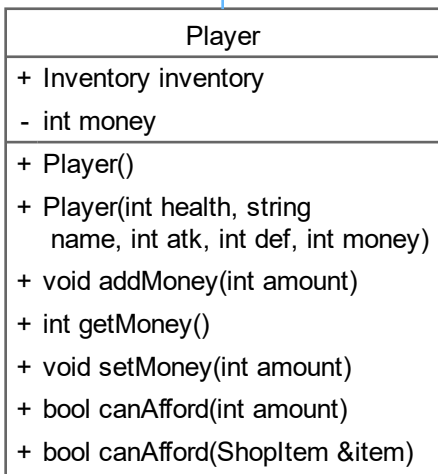 Player
+ Inventory inventory
- int money
+ Player()
+ Player(int health, string
name, int atk, int def, int money)
+ void addMoney(int amount)
+ int getMoney()
+ void setMoney(int amount)
+ bool canAfford(int amount)
+ bool canAfford(ShopItem &item)